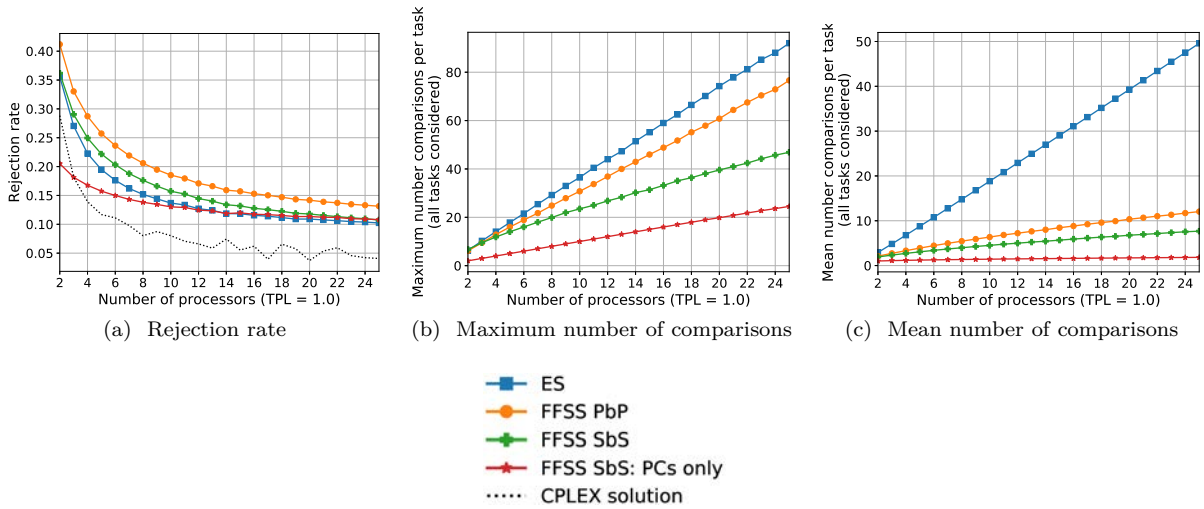 Rejection rate
0.40
0.35
0.30
0.25
0.20
0.15
0.10
0.05
2 4 6 8 10 12 14 16 18 20 22 24
Number of processors (TPL = 1.0)
(a) Rejection rate
Maximum number comparisons per task
(all tasks considered)
80
60
40
20
0
2 4 6 8 10 12 14 16 18 20 22 24
Number of processors (TPL = 1.0)
(b) Maximum number of comparisons
Mean number comparisons per task
(all tasks considered)
50
40
30
20
10
0
2 4 6 8 10 12 14 16 18 20 22 24
Number of processors (TPL = 1.0)
(c) Mean number of comparisons
ES
FFSS PbP
FFSS SbS
FFSS SbS: PCs only
CPLEX solution